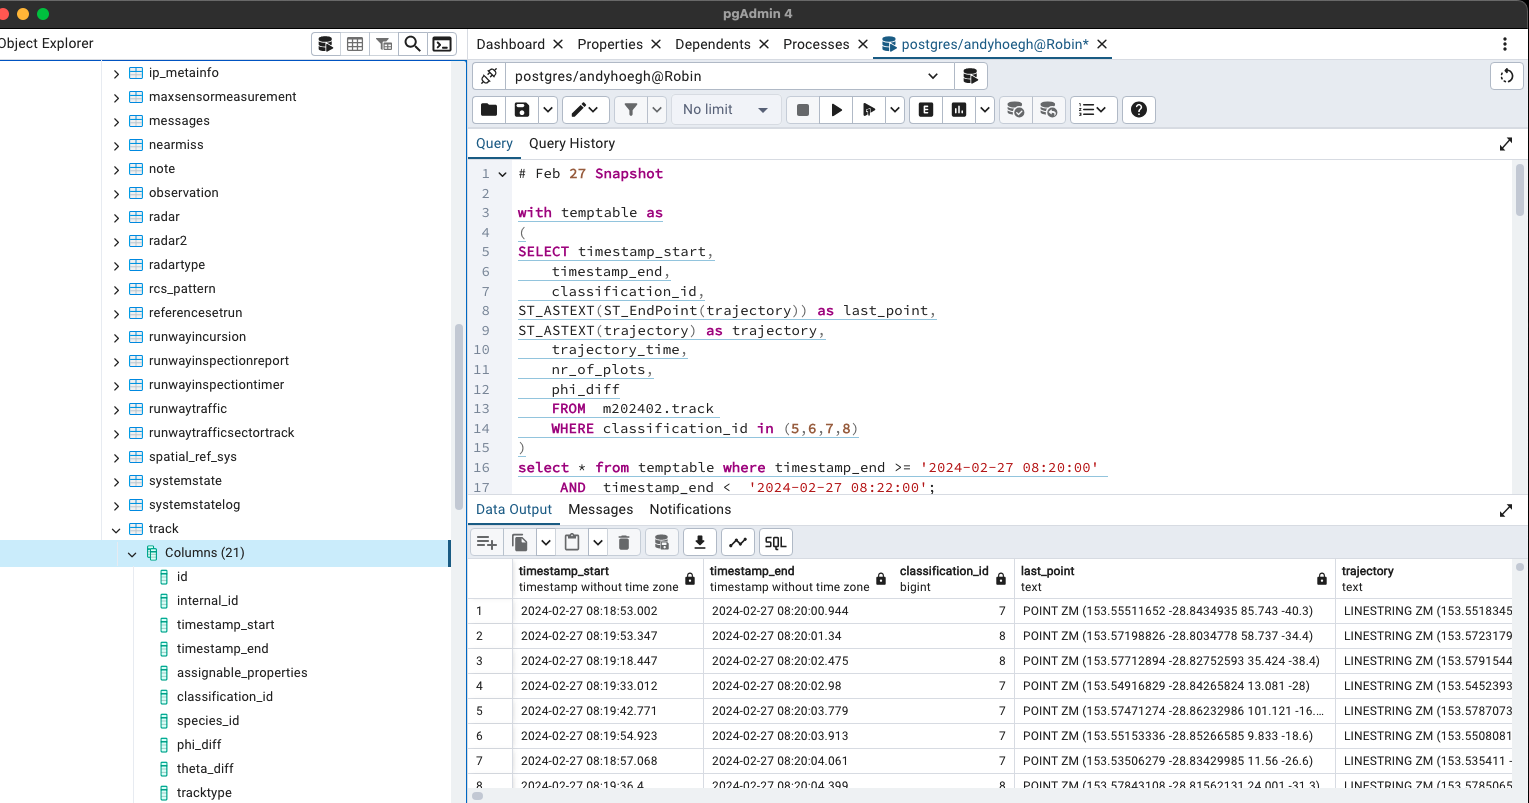 pgAdmin 4
Object Explorer
ip_metainfo
maxsensormeasurement
messages
nearmiss
note
observation
radar
radar2
radartype
rcs_pattern
referencesetrun
runwayincursion
runwayinspectionreport
runwayinspectiontimer
runwaytraffic
runwaytrafficsectortrack
spatial_ref_sys
systemstate
systemstatelog
track
Columns (21)
id
internal_id
timestamp_start
timestamp_end
assignable_properties
classification_id
species_id
phi_diff
theta_diff
tracktype
Dashboard Properties Dependents Processes postgres/andyhoegh@Robin*
postgres/andyhoegh@Robin
No limit E
Query Query History
1 # Feb 27 Snapshot
2
3 with temptable as
4 (
5 SELECT timestamp_start,
6 timestamp_end,
7 classification_id,
8 ST_ASTEXT(ST_EndPoint(trajectory)) as last_point,
9 ST_ASTEXT(trajectory) as trajectory,
10 trajectory_time,
11 nr_of_plots,
12 phi_diff
13 FROM m202402.track
14 WHERE classification_id in (5,6,7,8)
15 )
16 select * from temptable where timestamp_end >= '2024-02-27 08:20:00'
17 AND timestamp_end < '2024-02-27 08:22:00';
Data Output Messages Notifications
SQL
timestamp_start timestamp_end classification_id last_point trajectory
timestamp without time zone timestamp without time zone bigint text text
1 2024-02-27 08:18:53.002 2024-02-27 08:20:00.944 7 POINT ZM (153.55511652 -28.8434935 85.743 -40.3) LINESTRING ZM (153.5518345
2 2024-02-27 08:19:53.347 2024-02-27 08:20:01.34 8 POINT ZM (153.57198826 -28.8034778 58.737 -34.4) LINESTRING ZM (153.5723179
3 2024-02-27 08:19:18.447 2024-02-27 08:20:02.475 8 POINT ZM (153.57712894 -28.82752593 35.424 -38.4) LINESTRING ZM (153.5791544
4 2024-02-27 08:19:33.012 2024-02-27 08:20:02.98 7 POINT ZM (153.54916829 -28.84265824 13.081 -28) LINESTRING ZM (153.5452393
5 2024-02-27 08:19:42.771 2024-02-27 08:20:03.779 7 POINT ZM (153.57471274 -28.86232986 101.121 -16.... LINESTRING ZM (153.5787073
6 2024-02-27 08:19:54.923 2024-02-27 08:20:03.913 7 POINT ZM (153.55153336 -28.85266585 9.833 -18.6) LINESTRING ZM (153.5508081
7 2024-02-27 08:18:57.068 2024-02-27 08:20:04.061 7 POINT ZM (153.53506279 -28.83429985 11.56 -26.6) LINESTRING ZM (153.535411 -
8 2024-02-27 08:19:36.4 2024-02-27 08:20:04.399 8 POINT ZM (153.57843108 -28.81562131 24.001 -31.3) LINESTRING ZM (153.5785065